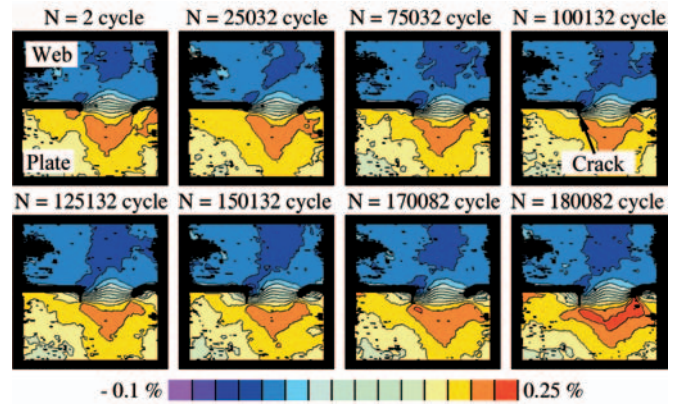 N = 2 cycle N = 25032 cycle N = 75032 cycle N = 100132 cycle
Web
Plate
Crack
N = 125132 cycle N = 150132 cycle N = 170082 cycle N = 180082 cycle
- 0.1 % 0.25 %